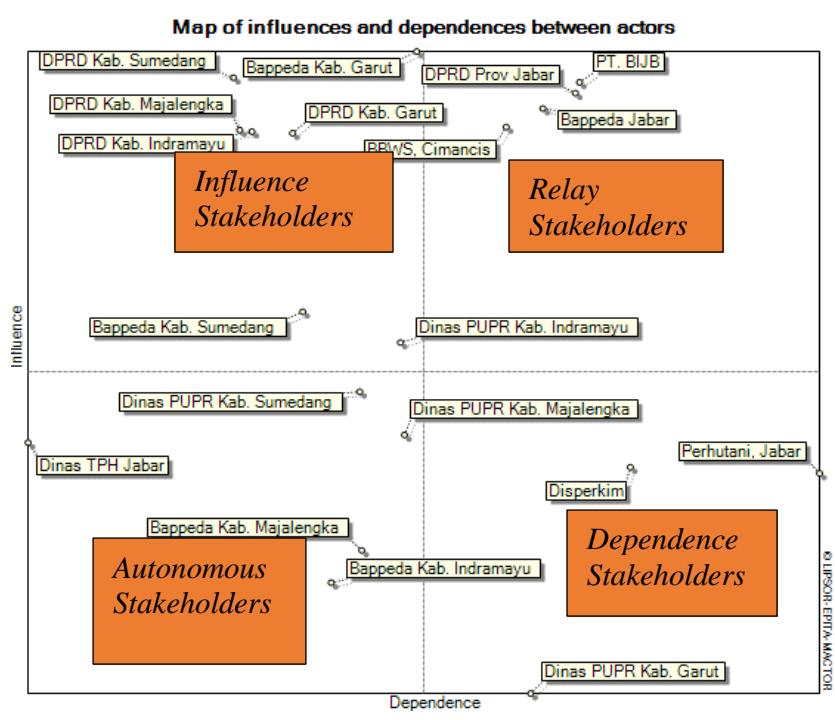 Map of influences and dependences between actors
DPRD Kab. Sumedang
Bappeda Kab. Garut
DPRD Prov Jabar
PT. BIJB
DPRD Kab. Majalengka
DPRD Kab. Garut
Bappeda Jabar
DPRD Kab. Indramayu
BBWS, Cimancis
Influence
Stakeholders
Relay
Stakeholders
Influence
Bappeda Kab. Sumedang
Dinas PUPR Kab. Indramayu
Dinas PUPR Kab. Sumedang
Dinas PUPR Kab. Majalengka
Dinas TPH Jabar
Perhutani, Jabar
Disperkim
Bappeda Kab. Majalengka
Bappeda Kab. Indramayu
Autonomous
Stakeholders
Dependence
Stakeholders
Dinas PUPR Kab. Garut
Dependence
© LIPSOR-EPITA-MACTOR